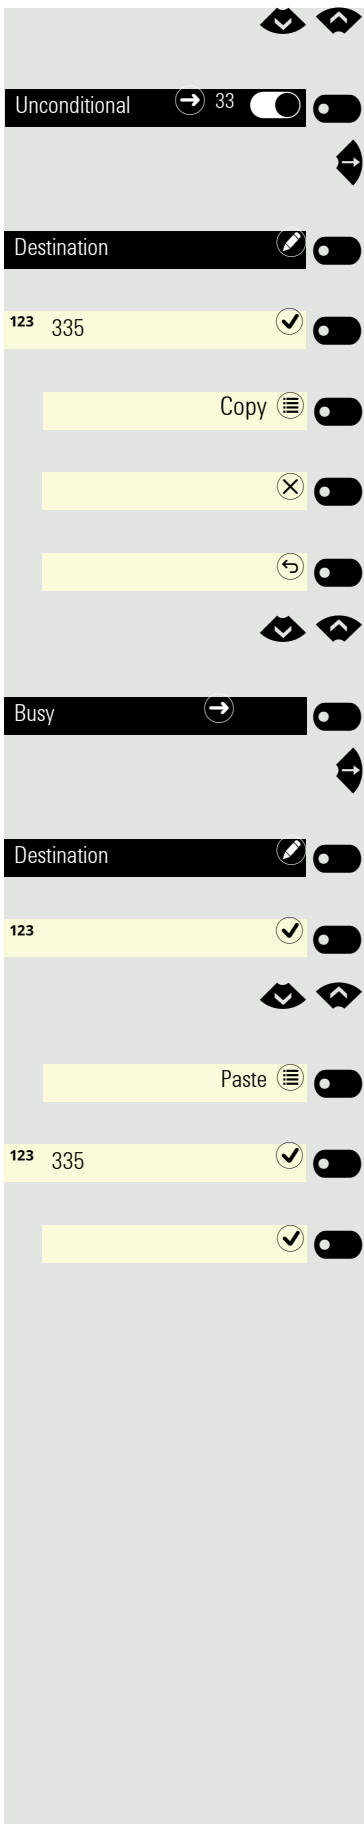 Unconditional 33
Destination
123 335
Copy
Busy
Destination
123
Paste
123 335